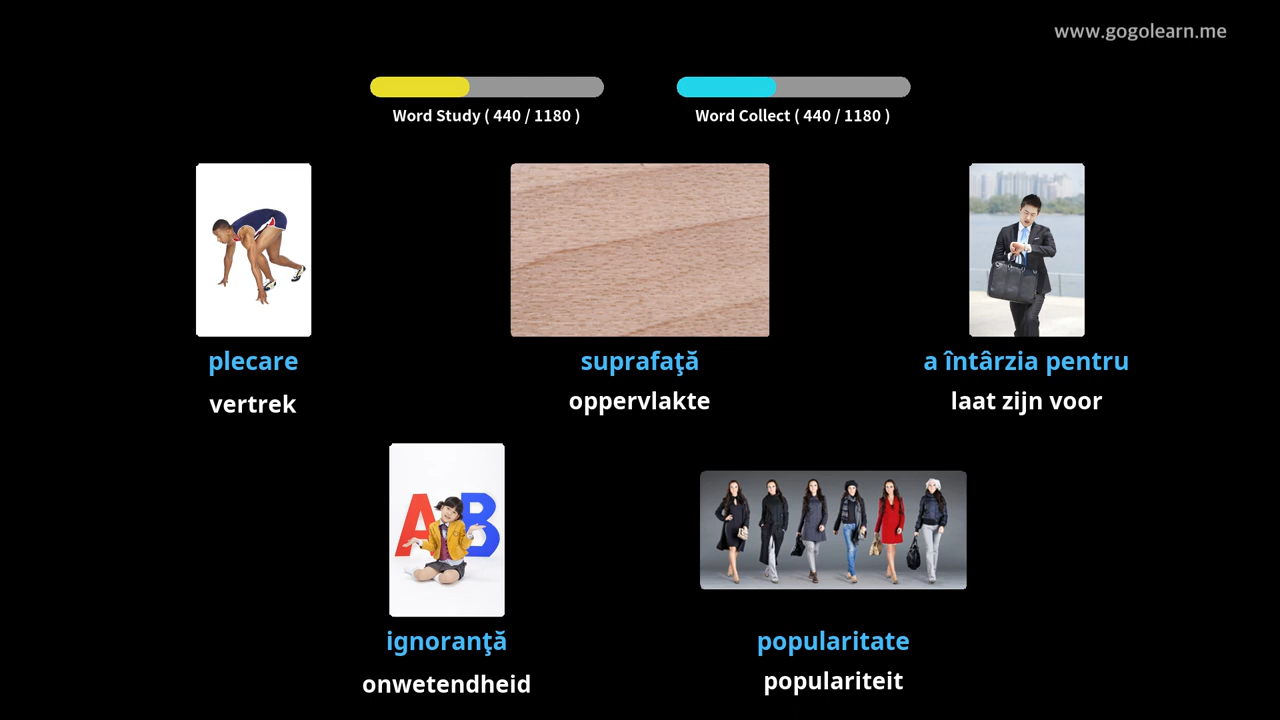 www.gogolearn.me
Word Study ( 440 / 1180 )
Word Collect ( 440 / 1180 )
plecare
vertrek
suprafaţă
oppervlakte
a întârzia pentru
laat zijn voor
A B
ignoranţă
onwetendheid
popularitate
populariteit